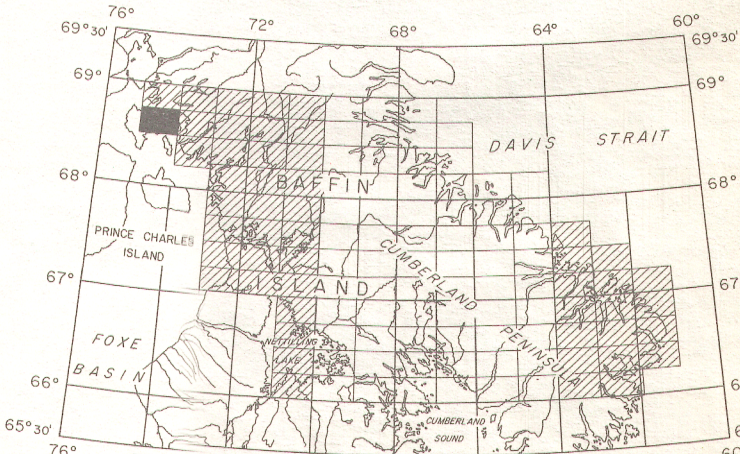 76°
72°
68°
64°
60°
69°30'
69°30'
69°
69°
DAVIS STRAIT
BAFFIN
68°
68°
PRINCE CHARLES
ISLAND
CUMBERLAND
67°
ISLAND
67
PENINSULA
FOXE
BASIN
NETTILLING
LAKE
66°
6
65°30'
CUMBERLAND
SOUND
76°